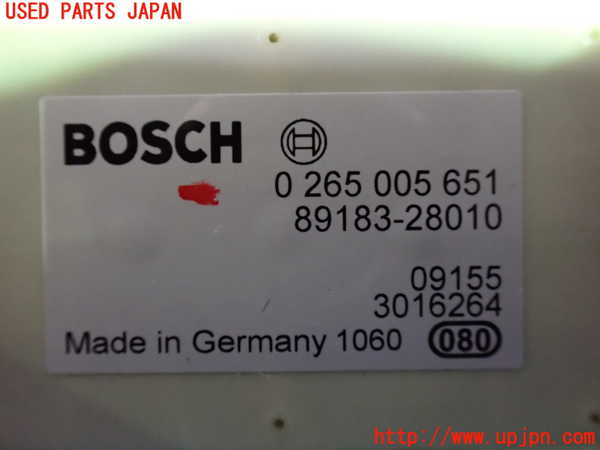 USED PARTS JAPAN
BOSCH
0 265 005 651
89183-28010
09155
3016264
Made in Germany 1060 080
http://www.upjpn.com/